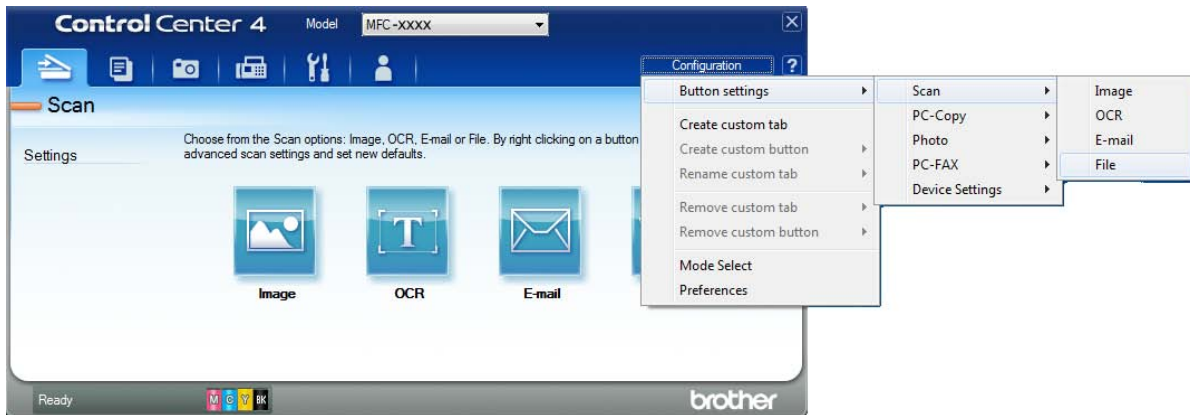 Control Center 4
Model
MFC-XXXX
Configuration
?
Scan
Settings
Choose from the Scan options: Image, OCR, E-mail or File. By right clicking on a button
advanced scan settings and set new defaults.
T
Image
OCR
E-mail
Button settings
Create custom tab
Create custom button
Rename custom tab
Remove custom tab
Remove custom button
Mode Select
Preferences
Scan
PC-Copy
Photo
PC-FAX
Device Settings
Image
OCR
E-mail
File
Ready
M C Y BK
brother